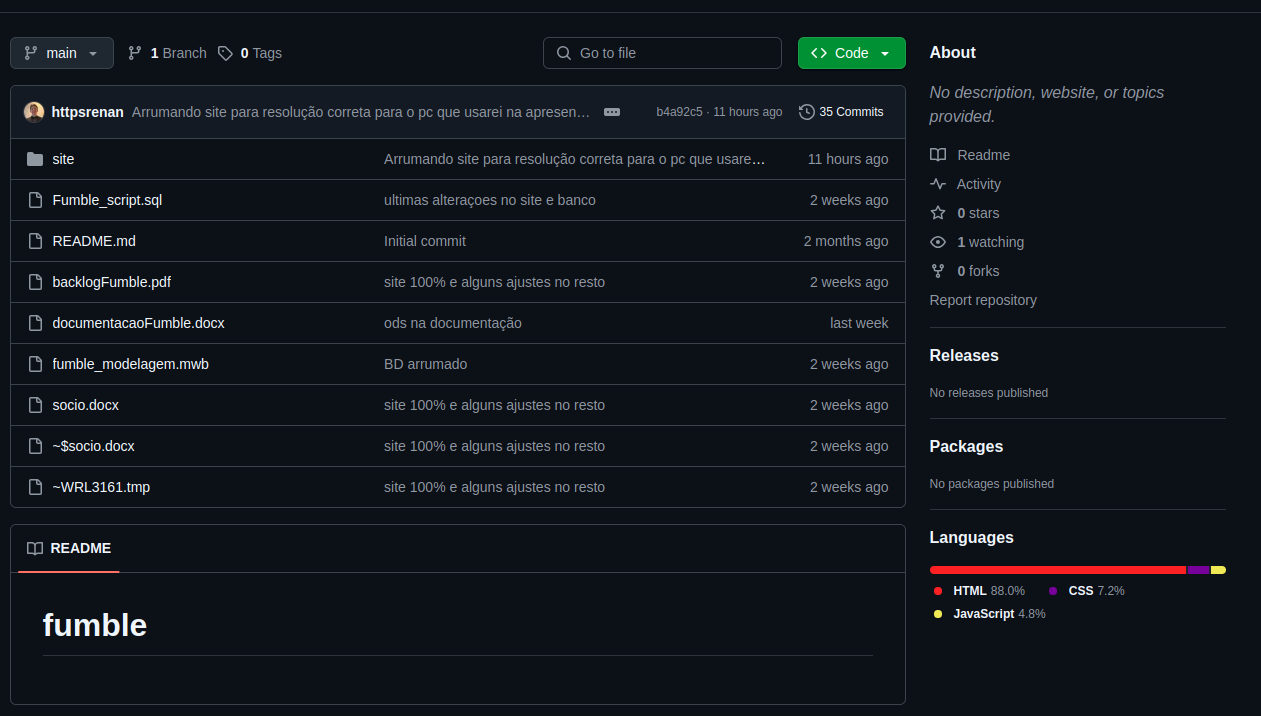 main 1 Branch 0 Tags Go to file Code
httpsrenan Arrumando site para resolução correta para o pc que usarei na apresen… b4a92c5 · 11 hours ago 35 Commits
site Arrumando site para resolução correta para o pc que usare… 11 hours ago
Fumble_script.sql ultimas alteraçoes no site e banco 2 weeks ago
README.md Initial commit 2 months ago
backlogFumble.pdf site 100% e alguns ajustes no resto 2 weeks ago
documentacaoFumble.docx ods na documentação last week
fumble_modelagem.mwb BD arrumado 2 weeks ago
socio.docx site 100% e alguns ajustes no resto 2 weeks ago
~$socio.docx site 100% e alguns ajustes no resto 2 weeks ago
~WRL3161.tmp site 100% e alguns ajustes no resto 2 weeks ago
README
fumble
About
No description, website, or topics
provided.
Readme
Activity
0 stars
1 watching
0 forks
Report repository
Releases
No releases published
Packages
No packages published
Languages
HTML 88.0% CSS 7.2%
JavaScript 4.8%